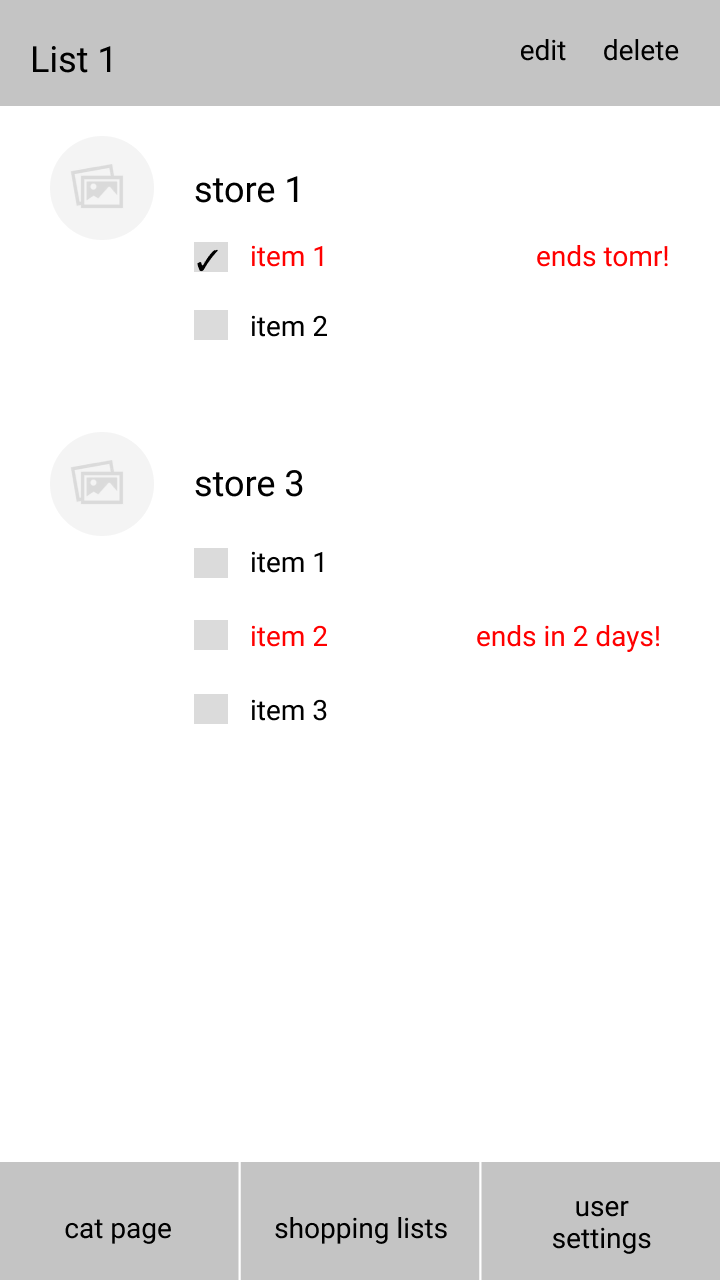 List 1
edit
delete
store 1
✓ item 1
ends tomr!
item 2
store 3
item 1
item 2
ends in 2 days!
item 3
cat page
shopping lists
user
settings